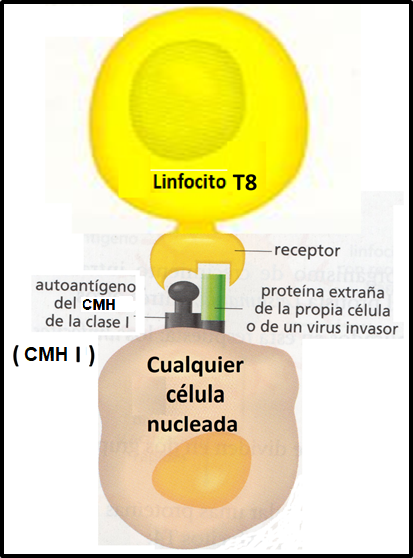 Linfocito T8
receptor
autoantígeno
del CMH
de la clase I
( CMH I )
proteína extraña
de la propia célula
o de un virus invasor
Cualquier
célula
nucleada